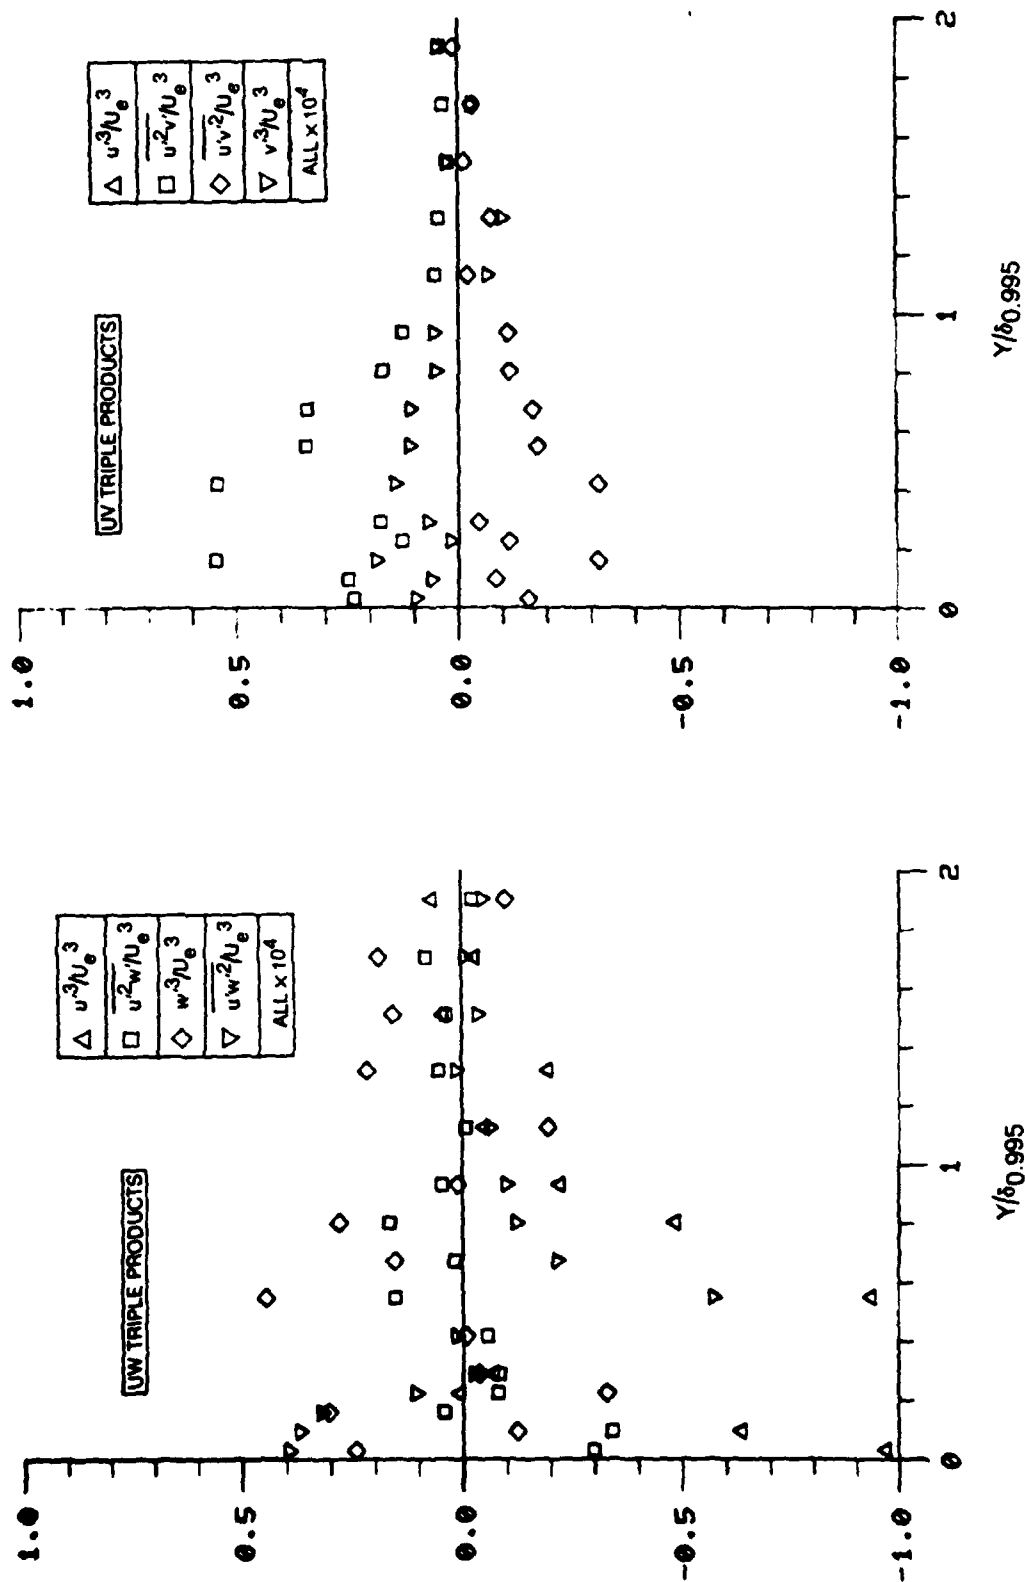 UW TRIPLE PRODUCTS
△ u'³/Uₑ³
□ u'²w'/Uₑ³
◇ w'³/Uₑ³
▽ u'w'²/Uₑ³
ALL × 10⁴
1.0
0.5
0.0
-0.5
-1.0
0
1
2
Y/δ0.995
UV TRIPLE PRODUCTS
△ u'³/Uₑ³
□ u'²v'/Uₑ³
◇ u'v'²/Uₑ³
▽ v'³/Uₑ³
ALL × 10⁴
1.0
0.5
0.0
-0.5
-1.0
0
1
2
Y/δ0.995